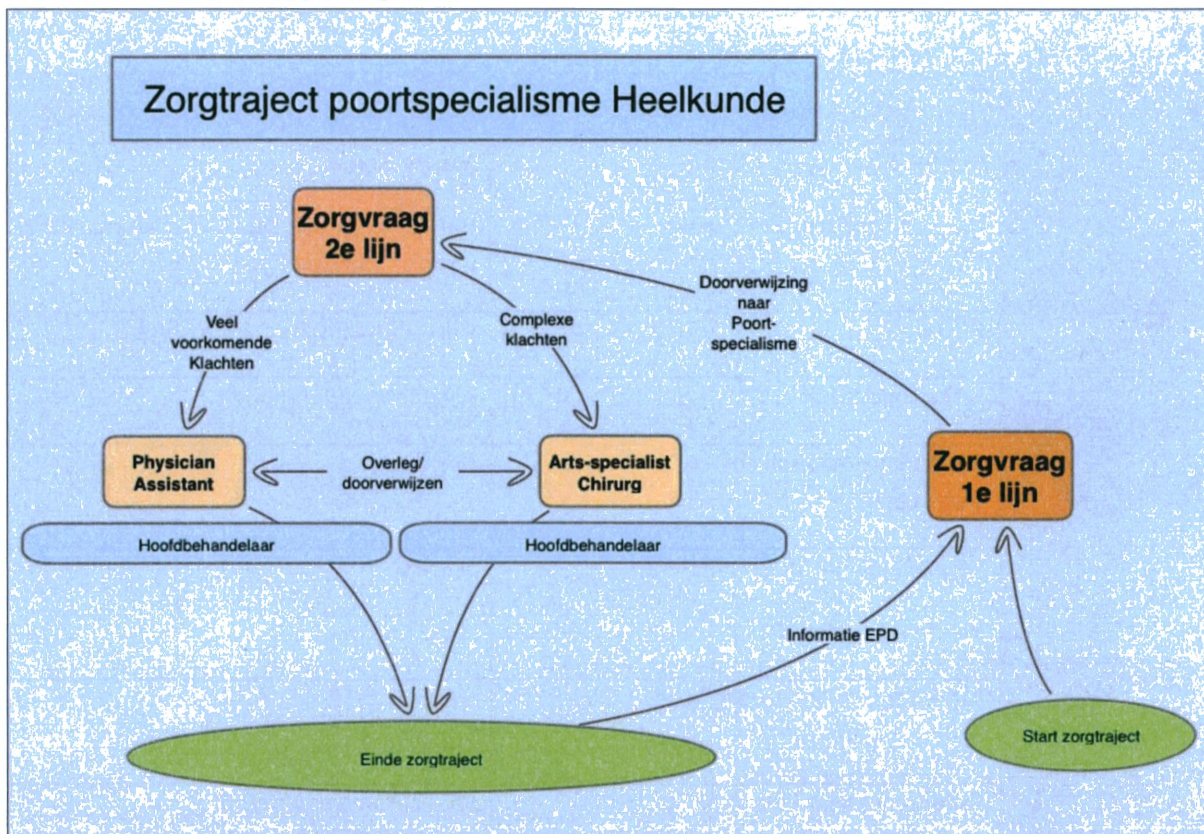 Zorgtraject poortspecialisme Heelkunde
Zorgvraag
2e lijn
Doorverwijzing
naar
Poort-
specialisme
Veel
voorkomende
Klachten
Complexe
klachten
Physician
Assistant
Overleg/
doorverwijzen
Arts-specialist
Chirurg
Zorgvraag
1e lijn
Hoofdbehandelaar
Hoofdbehandelaar
Informatie EPD
Einde zorgtraject
Start zorgtraject